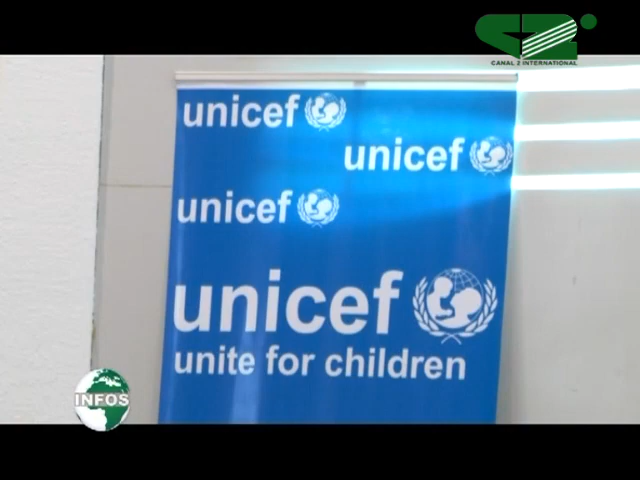 CANAL 2 INTERNATIONAL
unicef
unicef
unicef
unicef
unite for children
INFOS